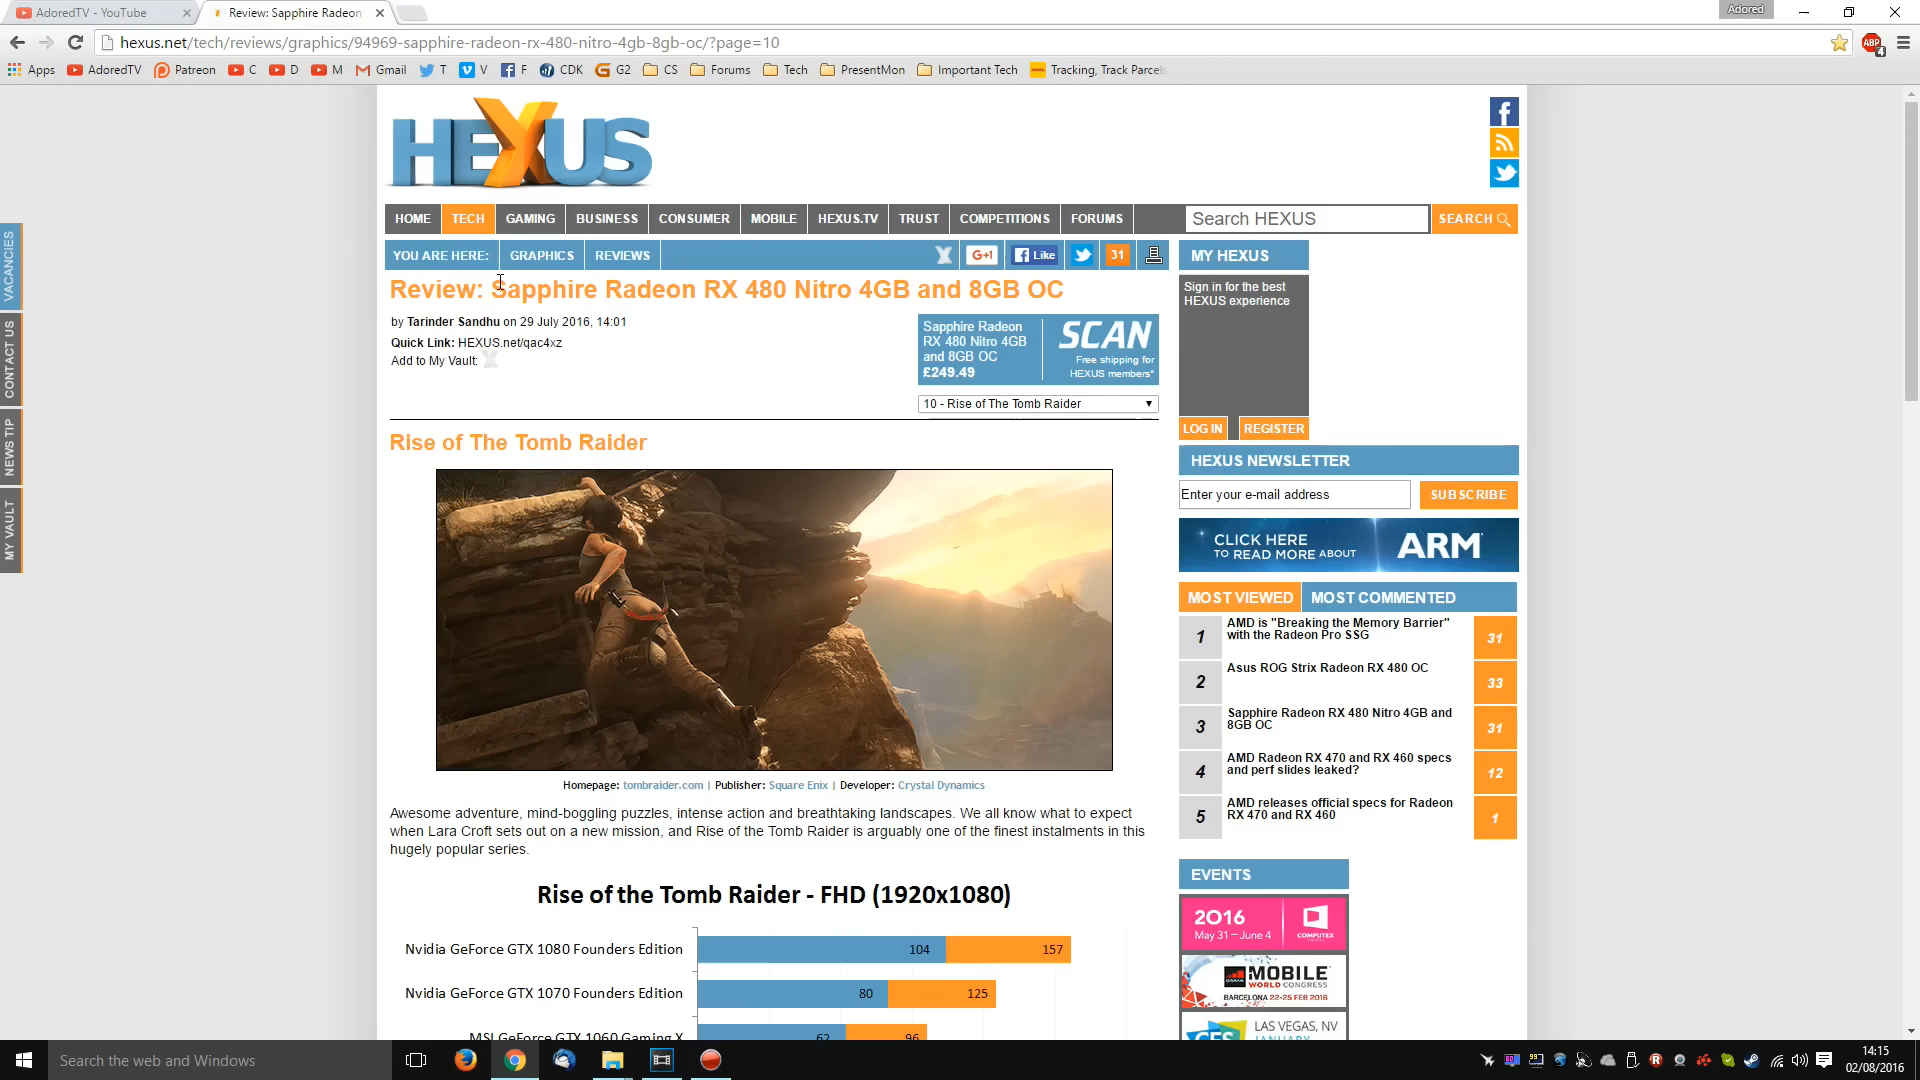 AdoredTV - YouTube
Review: Sapphire Radeon
Adored
hexus.net/tech/reviews/graphics/94969-sapphire-radeon-rx-480-nitro-4gb-8gb-oc/?page=10
ABP
4
Apps
AdoredTV
Patreon
C
D
M
Gmail
T
V
F
CDK
G2
CS
Forums
Tech
PresentMon
Important Tech
Tracking, Track Parcels
HEXUS
HOME
TECH
GAMING
BUSINESS
CONSUMER
MOBILE
HEXUS.TV
TRUST
COMPETITIONS
FORUMS
Search HEXUS
SEARCH
VACANCIES
CONTACT US
NEWS TIP
MY VAULT
YOU ARE HERE:
GRAPHICS
REVIEWS
G+1
Like
31
Review: Sapphire Radeon RX 480 Nitro 4GB and 8GB OC
by Tarinder Sandhu on 29 July 2016, 14:01
Quick Link: HEXUS.net/qac4xz
Add to My Vault:
Sapphire Radeon
RX 480 Nitro 4GB
and 8GB OC
£249.49
SCAN
Free shipping for
HEXUS members*
10 - Rise of The Tomb Raider
Rise of The Tomb Raider
Homepage: tombraider.com | Publisher: Square Enix | Developer: Crystal Dynamics
Awesome adventure, mind-boggling puzzles, intense action and breathtaking landscapes. We all know what to expect
when Lara Croft sets out on a new mission, and Rise of the Tomb Raider is arguably one of the finest instalments in this
hugely popular series.
Rise of the Tomb Raider - FHD (1920x1080)
Nvidia GeForce GTX 1080 Founders Edition 104 157
Nvidia GeForce GTX 1070 Founders Edition 80 125
MSI GeForce GTX 1060 Gaming X 62 96
MY HEXUS
Sign in for the best
HEXUS experience
LOG IN
REGISTER
HEXUS NEWSLETTER
Enter your e-mail address
SUBSCRIBE
CLICK HERE
TO READ MORE ABOUT
ARM
MOST VIEWED
MOST COMMENTED
1 AMD is "Breaking the Memory Barrier"
with the Radeon Pro SSG 31
2 Asus ROG Strix Radeon RX 480 OC 33
3 Sapphire Radeon RX 480 Nitro 4GB and
8GB OC 31
4 AMD Radeon RX 470 and RX 460 specs
and perf slides leaked? 12
5 AMD releases official specs for Radeon
RX 470 and RX 460 1
EVENTS
2016
May 31 – June 4
COMPUTEX
MOBILE
WORLD CONGRESS
BARCELONA 22-25 FEB 2016
CES
LAS VEGAS, NV
JANUARY
Search the web and Windows
14:15
02/08/2016